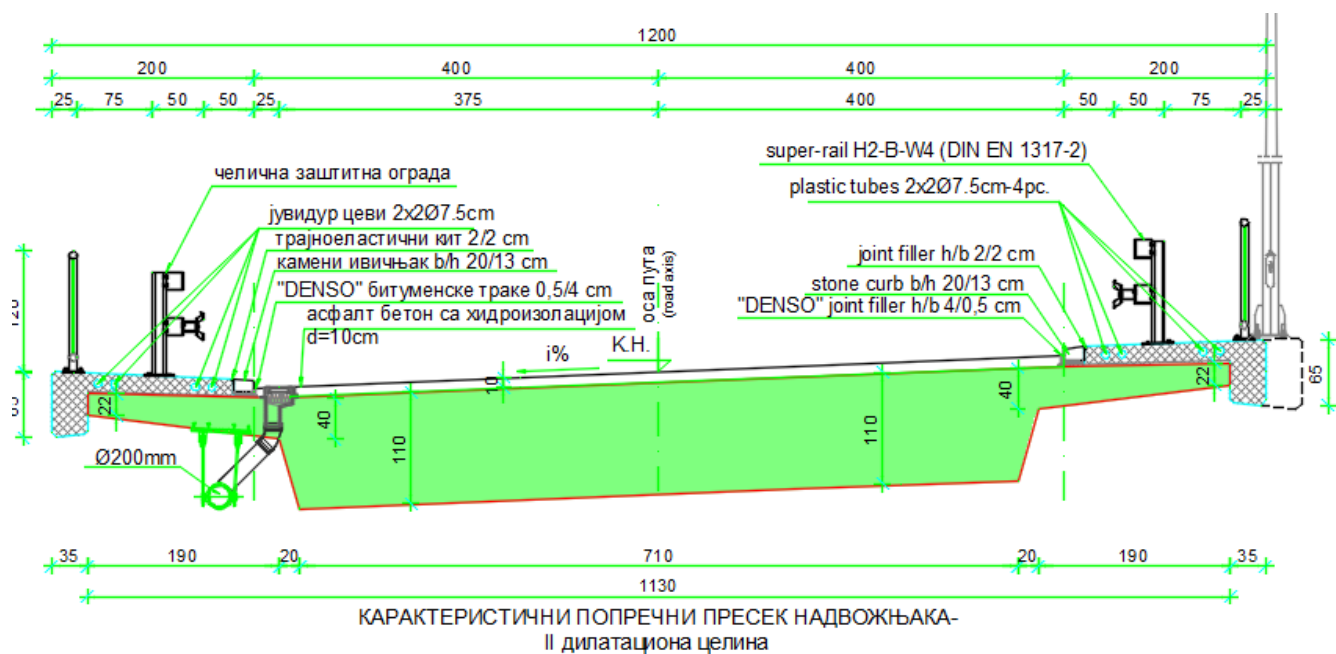 1200
200 400 400 200
25 75 50 50 25 375 400 50 50 75 25
super-rail H2-B-W4 (DIN EN 1317-2)
челична заштитна ограда
plastic tubes 2x2Ø7.5cm-4pc.
јувидур цеви 2x2Ø7.5cm
трајноеластични кит 2/2 cm
joint filler h/b 2/2 cm
камени ивичњак b/h 20/13 cm
stone curb b/h 20/13 cm
"DENSO" битуменске траке 0,5/4 cm
"DENSO" joint filler h/b 4/0,5 cm
асфалт бетон са хидроизолацијом
d=10cm
оса пута
(road axis)
К.Н.
i%
10
22
40
110
110
40
22
65
Ø200mm
35 190 20 710 20 190 35
1130
КАРАКТЕРИСТИЧНИ ПОПРЕЧНИ ПРЕСЕК НАДВОЖЊАКА-
II дилатациона целина